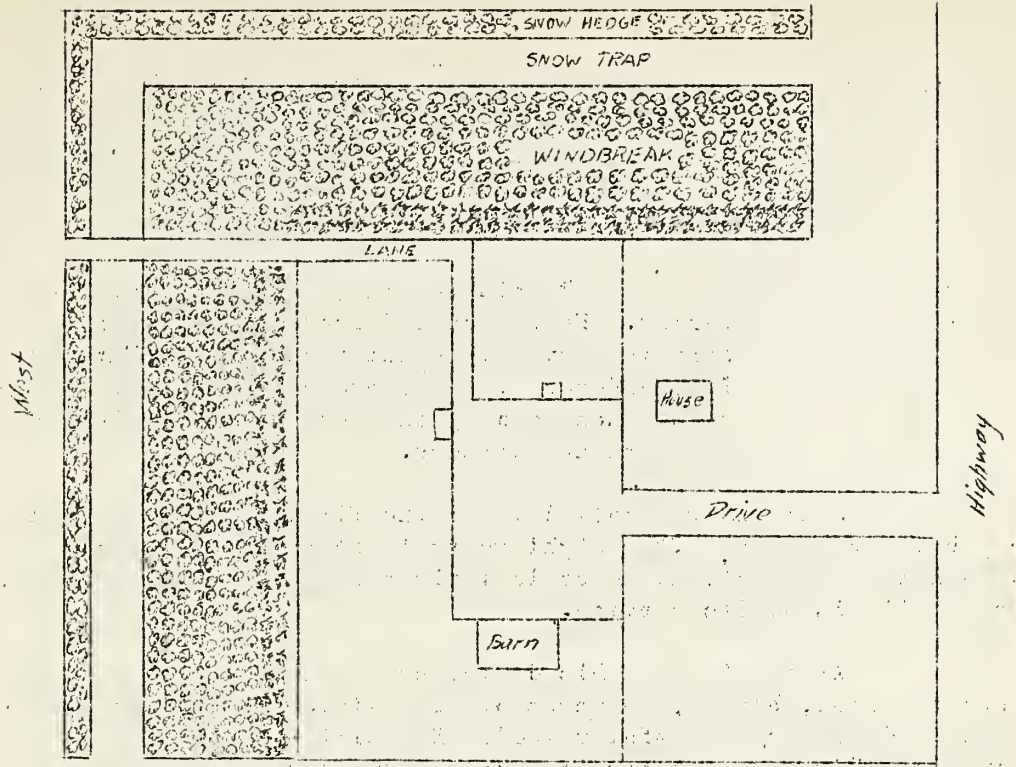 SNOW HEDGE
SNOW TRAP
WINDBREAK
LANE
West
House
Highway
Drive
Barn